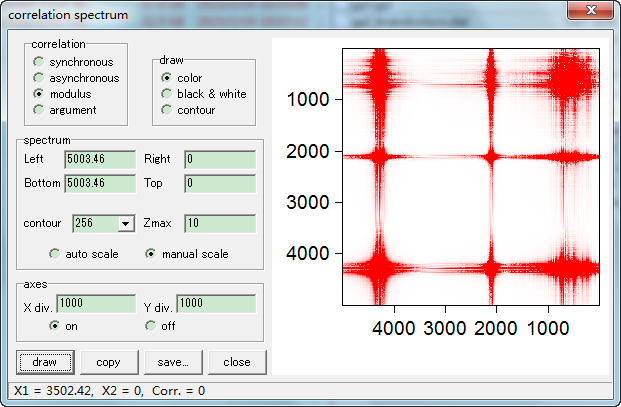 correlation spectrum
correlation
synchronous
asynchronous
modulus
argument
draw
color
black & white
contour
spectrum
Left 5003.46 Right 0
Bottom 5003.46 Top 0
contour 256 Zmax 10
auto scale manual scale
axes
X div. 1000 Y div. 1000
on off
draw copy save... close
1000
2000
3000
4000
4000 3000 2000 1000
X1 = 3502.42, X2 = 0, Corr. = 0